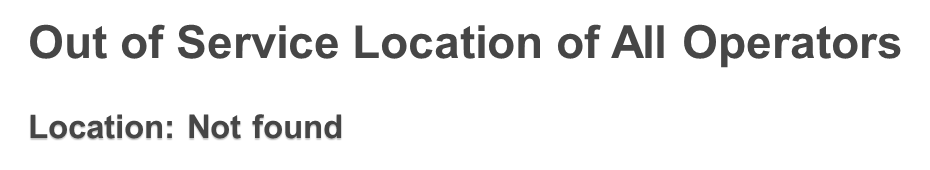 Out of Service Location of All Operators
Location: Not found